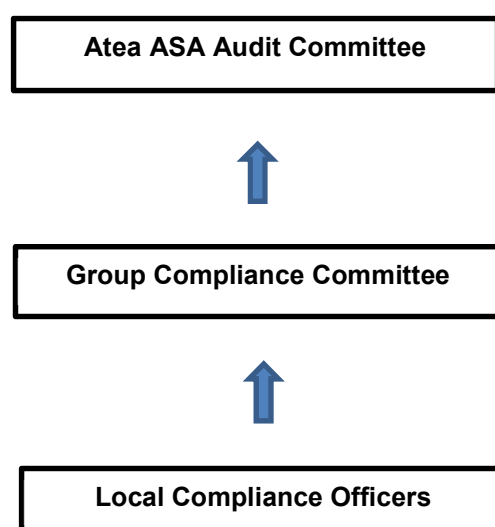 Atea ASA Audit Committee
Group Compliance Committee
Local Compliance Officers